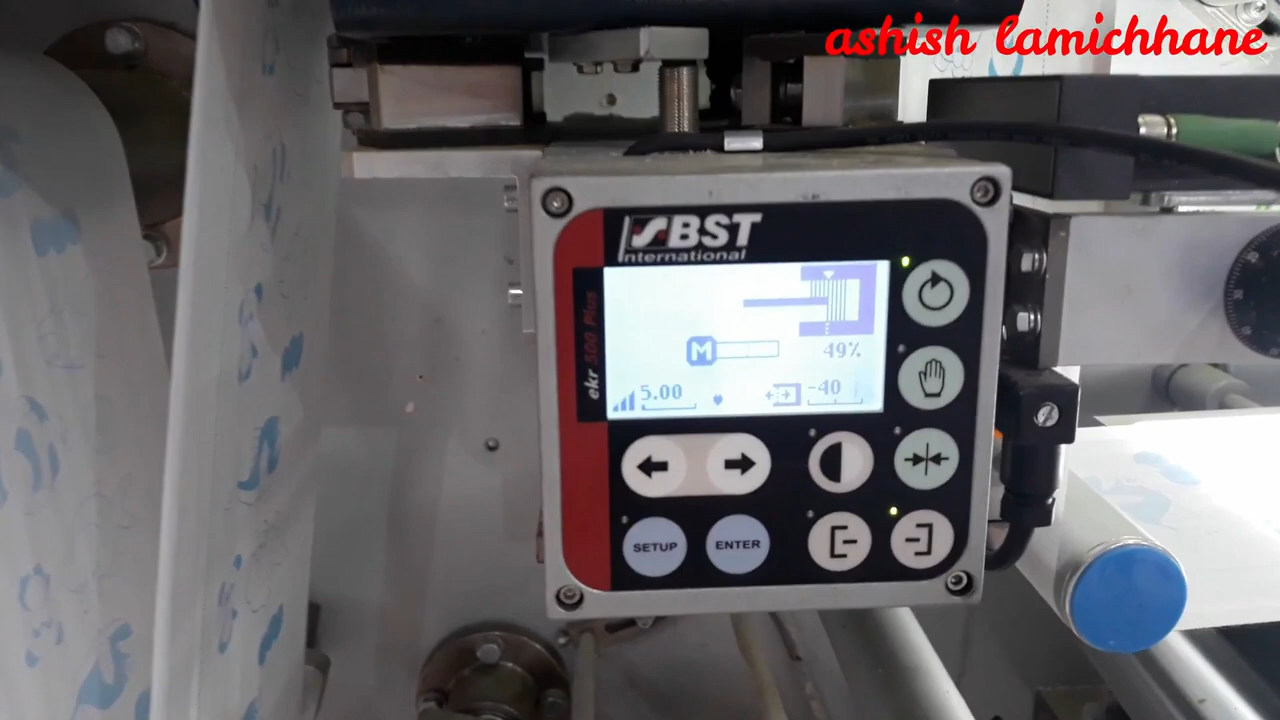 ashish lamichhane
BST
international
ekr 500 Plus
M
49%
5.00
-40
SETUP
ENTER